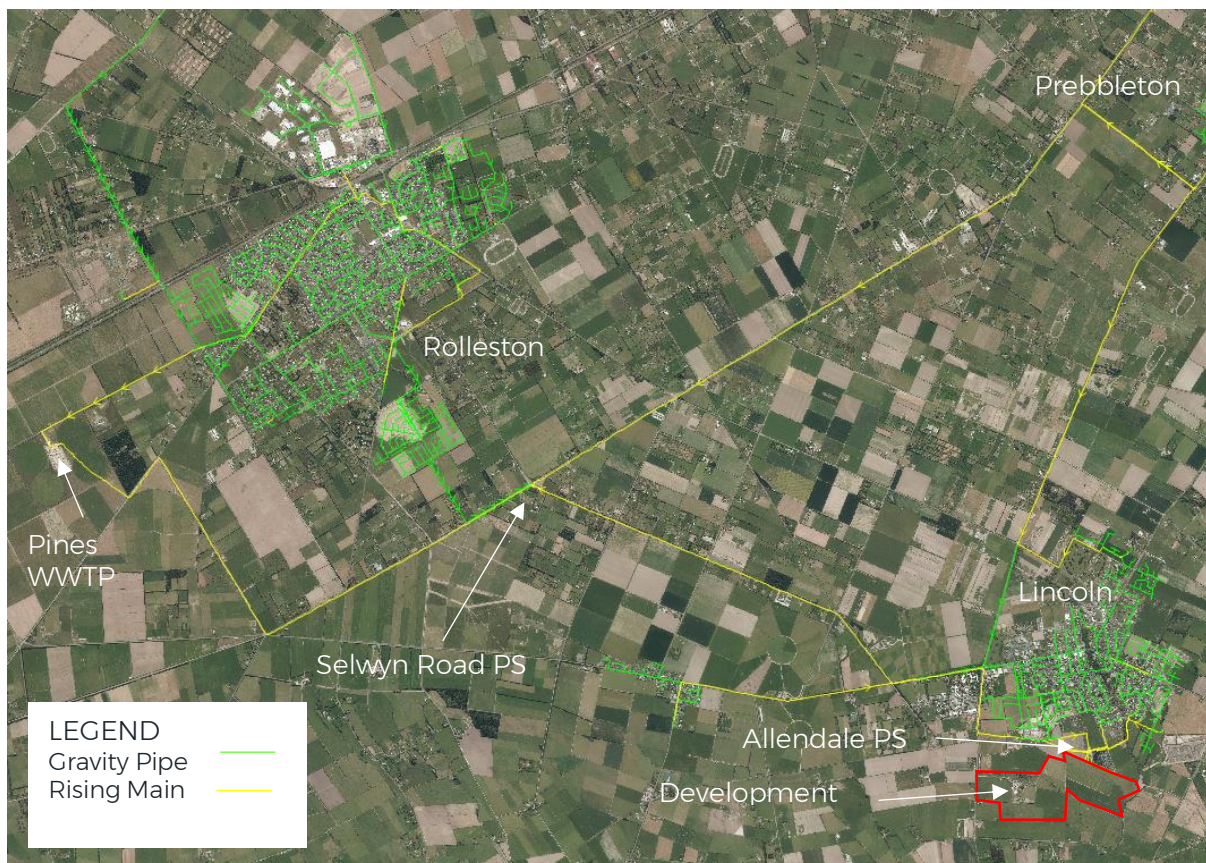 Prebbleton
Rolleston
Pines
WWTP
Lincoln
Selwyn Road PS
Allendale PS
Development
LEGEND
Gravity Pipe
Rising Main